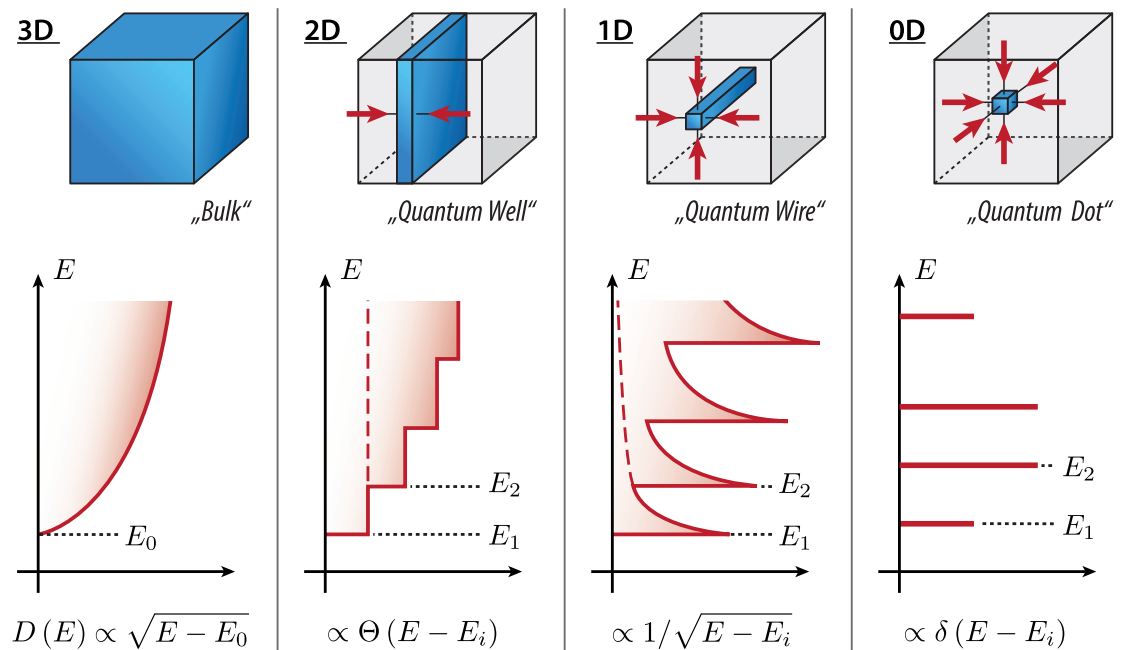 3D
2D
1D
0D
„Bulk“
„Quantum Well“
„Quantum Wire“
„Quantum Dot“
E
E
E
E
E₀
E₂
E₁
E₂
E₁
E₂
E₁
D (E) ∝ √(E − E₀)
∝ Θ (E − Eᵢ)
∝ 1/√(E − Eᵢ)
∝ δ (E − Eᵢ)